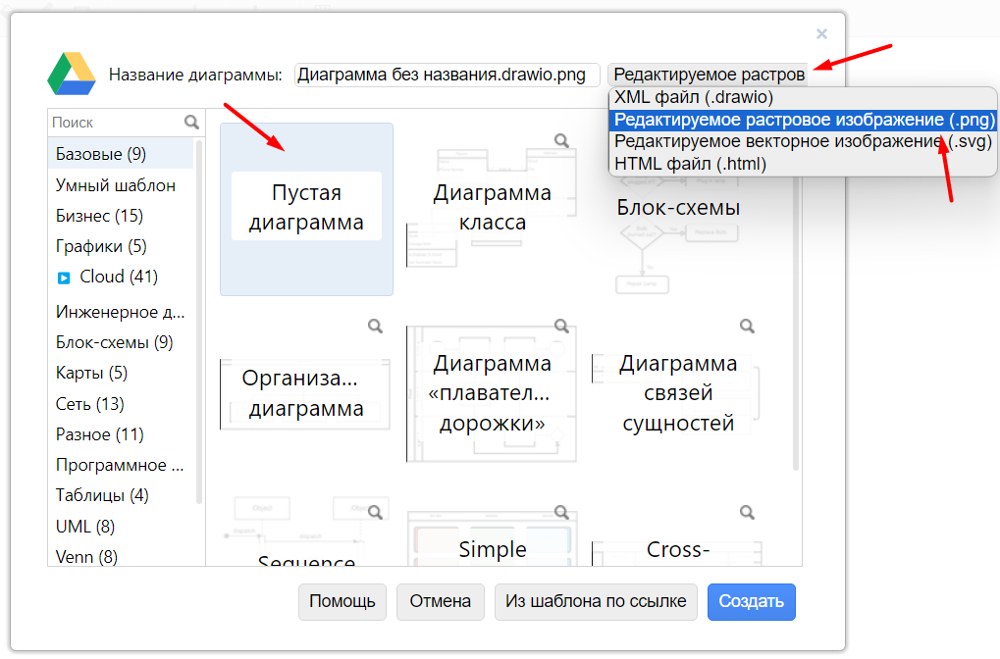 Название диаграммы:
Диаграмма без названия.drawio.png
Редактируемое растров
XML файл (.drawio)
Редактируемое растровое изображение (.png)
Редактируемое векторное изображение (.svg)
HTML файл (.html)
Поиск
Базовые (9)
Умный шаблон
Бизнес (15)
Графики (5)
Cloud (41)
Инженерное д...
Блок-схемы (9)
Карты (5)
Сеть (13)
Разное (11)
Программное ...
Таблицы (4)
UML (8)
Venn (8)
Пустая
диаграмма
Диаграмма
класса
Блок-схемы
Организа...
диаграмма
Диаграмма
«плавател...
дорожки»
Диаграмма
связей
сущностей
Object
dispatch
dispatch
Sequence
Simple
Cross-
Помощь
Отмена
Из шаблона по ссылке
Создать